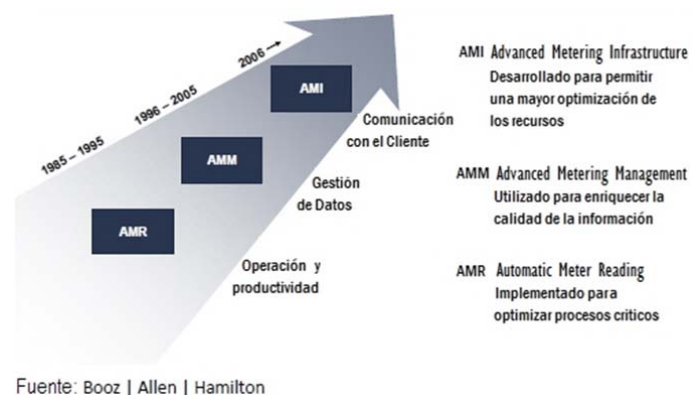 1985 – 1995
1996 – 2005
2006 →
AMI
AMM
AMR
Comunicación
con el Cliente
Gestión
de Datos
Operación y
productividad
AMI Advanced Metering Infrastructure
Desarrollado para permitir
una mayor optimización de
los recursos
AMM Advanced Metering Management
Utilizado para enriquecer la
calidad de la información
AMR Automatic Meter Reading
Implementado para
optimizar procesos criticos
Fuente: Booz | Allen | Hamilton